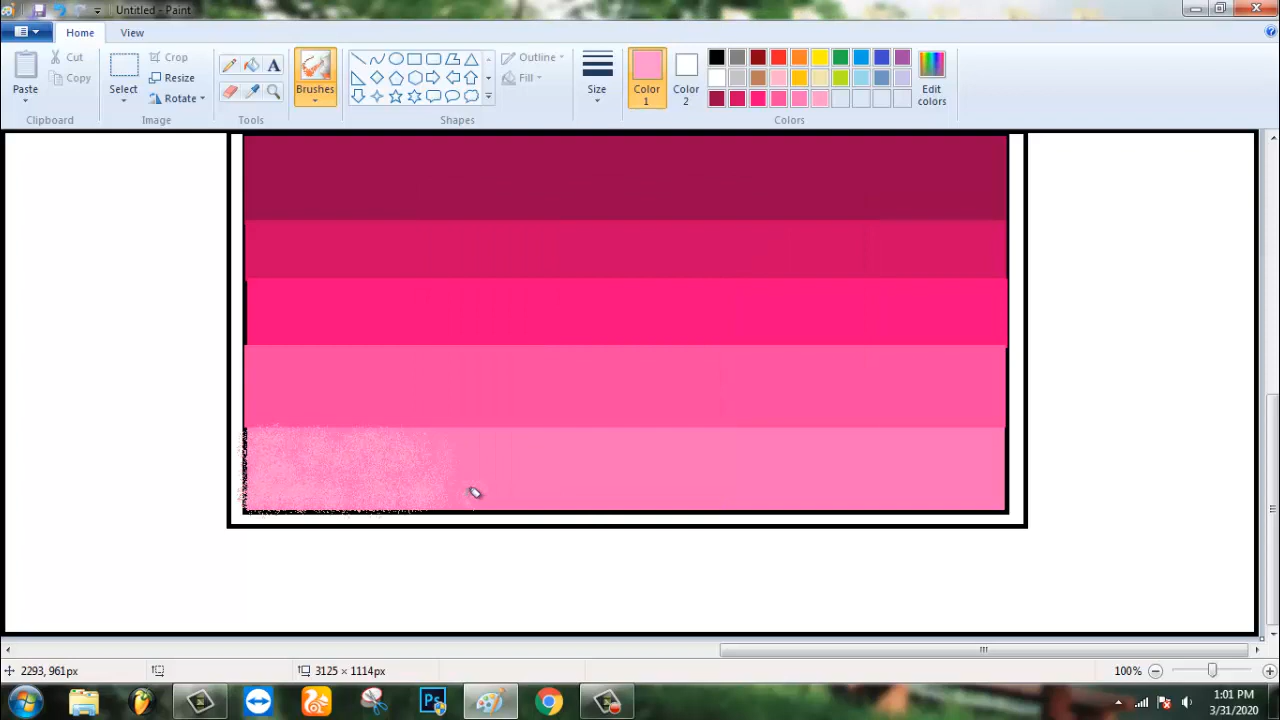 Untitled - Paint
Home View
Paste
Cut
Copy
Clipboard
Select
Crop
Resize
Rotate
Image
A
Tools
Brushes
Outline
Fill
Shapes
Size
Color 1
Color 2
Edit colors
Colors
2293, 961px
3125 × 1114px
100%
Ps
1:01 PM
3/31/2020